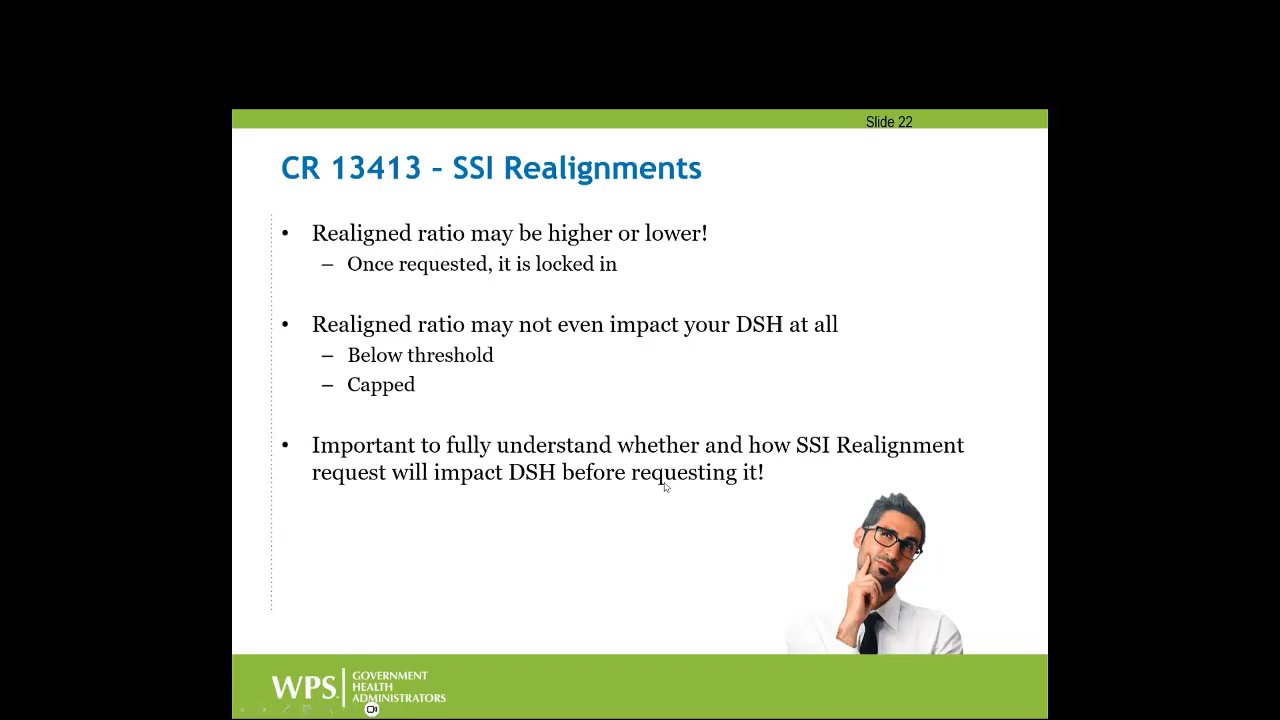 Slide 22
CR 13413 – SSI Realignments
• Realigned ratio may be higher or lower!
– Once requested, it is locked in
• Realigned ratio may not even impact your DSH at all
– Below threshold
– Capped
• Important to fully understand whether and how SSI Realignment
request will impact DSH before requesting it!
WPS
GOVERNMENT
HEALTH
ADMINISTRATORS